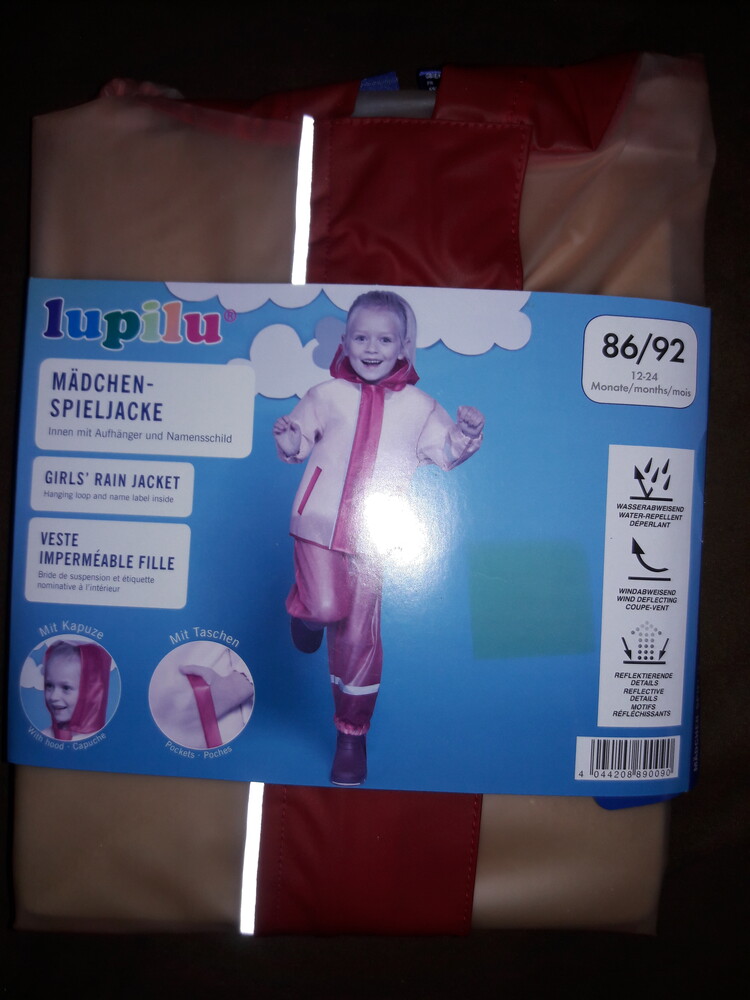 lupilu®
86/92
12-24
Monate/months/mois
MÄDCHEN-
SPIELJACKE
Innen mit Aufhänger und Namensschild
GIRLS' RAIN JACKET
Hanging loop and name label inside
VESTE
IMPERMÉABLE FILLE
Bride de suspension et étiquette
nominative à l'intérieur
Mit Kapuze
With hood · Capuche
Mit Taschen
Pockets · Poches
WASSERABWEISEND
WATER-REPELLENT
DÉPERLANT
WINDABWEISEND
WIND DEFLECTING
COUPE-VENT
REFLEKTIERENDE
DETAILS
REFLECTIVE
DETAILS
MOTIFS
RÉFLÉCHISSANTS
4 044208 890090